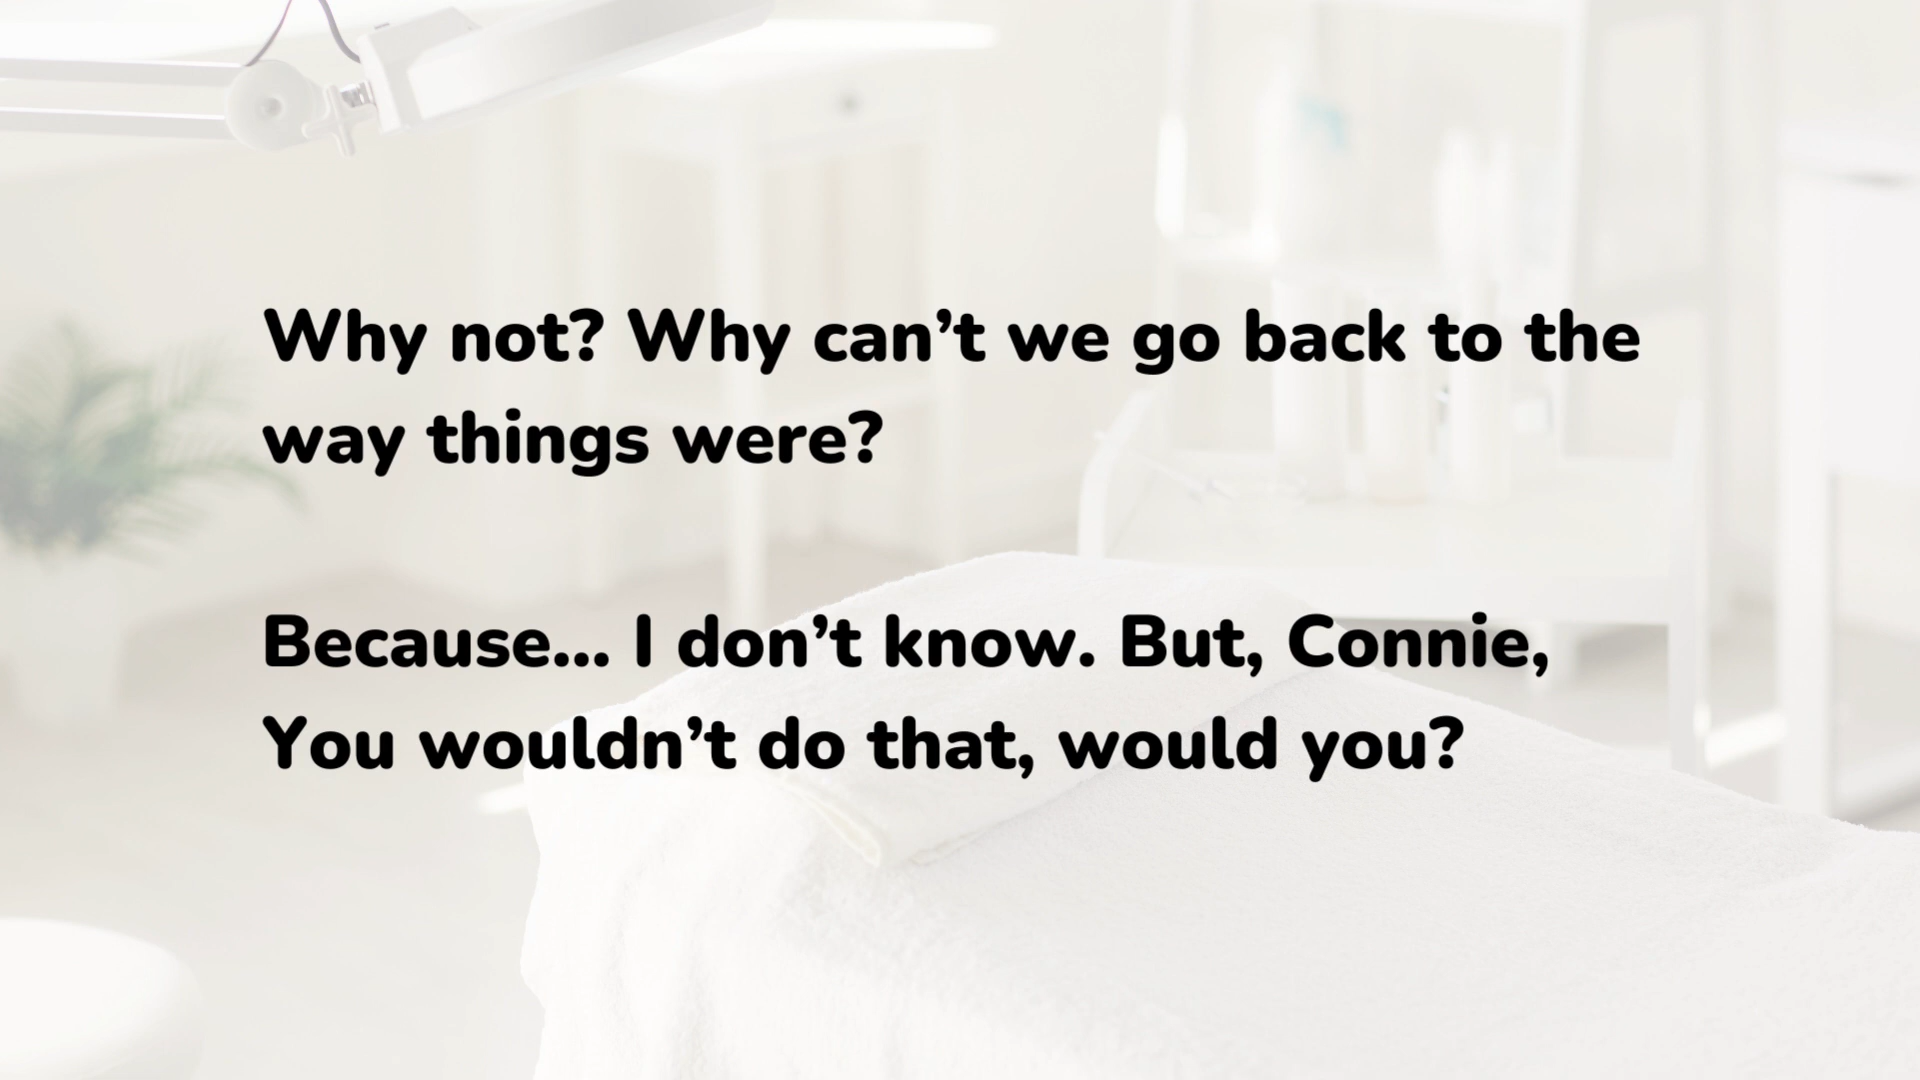 Why not? Why can’t we go back to the
way things were?
Because... I don’t know. But, Connie,
You wouldn’t do that, would you?